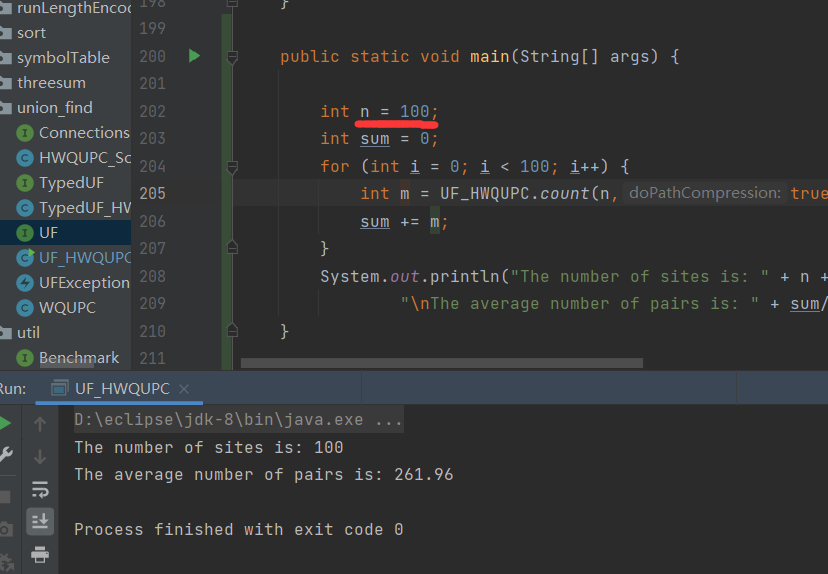 runLengthEnco
sort
symbolTable
threesum
union_find
Connections
HWQUPC_So
TypedUF
TypedUF_HW
UF
UF_HWQUPC
UFException
WQUPC
util
Benchmark
198 }
199
200 public static void main(String[] args) {
201
202 int n = 100;
203 int sum = 0;
204 for (int i = 0; i < 100; i++) {
205 int m = UF_HWQUPC.count(n, doPathCompression: true
206 sum += m;
207 }
208 System.out.println("The number of sites is: " + n +
209 "\nThe average number of pairs is: " + sum/
210 }
211
Run: UF_HWQUPC ×
D:\eclipse\jdk-8\bin\java.exe ...
The number of sites is: 100
The average number of pairs is: 261.96
Process finished with exit code 0